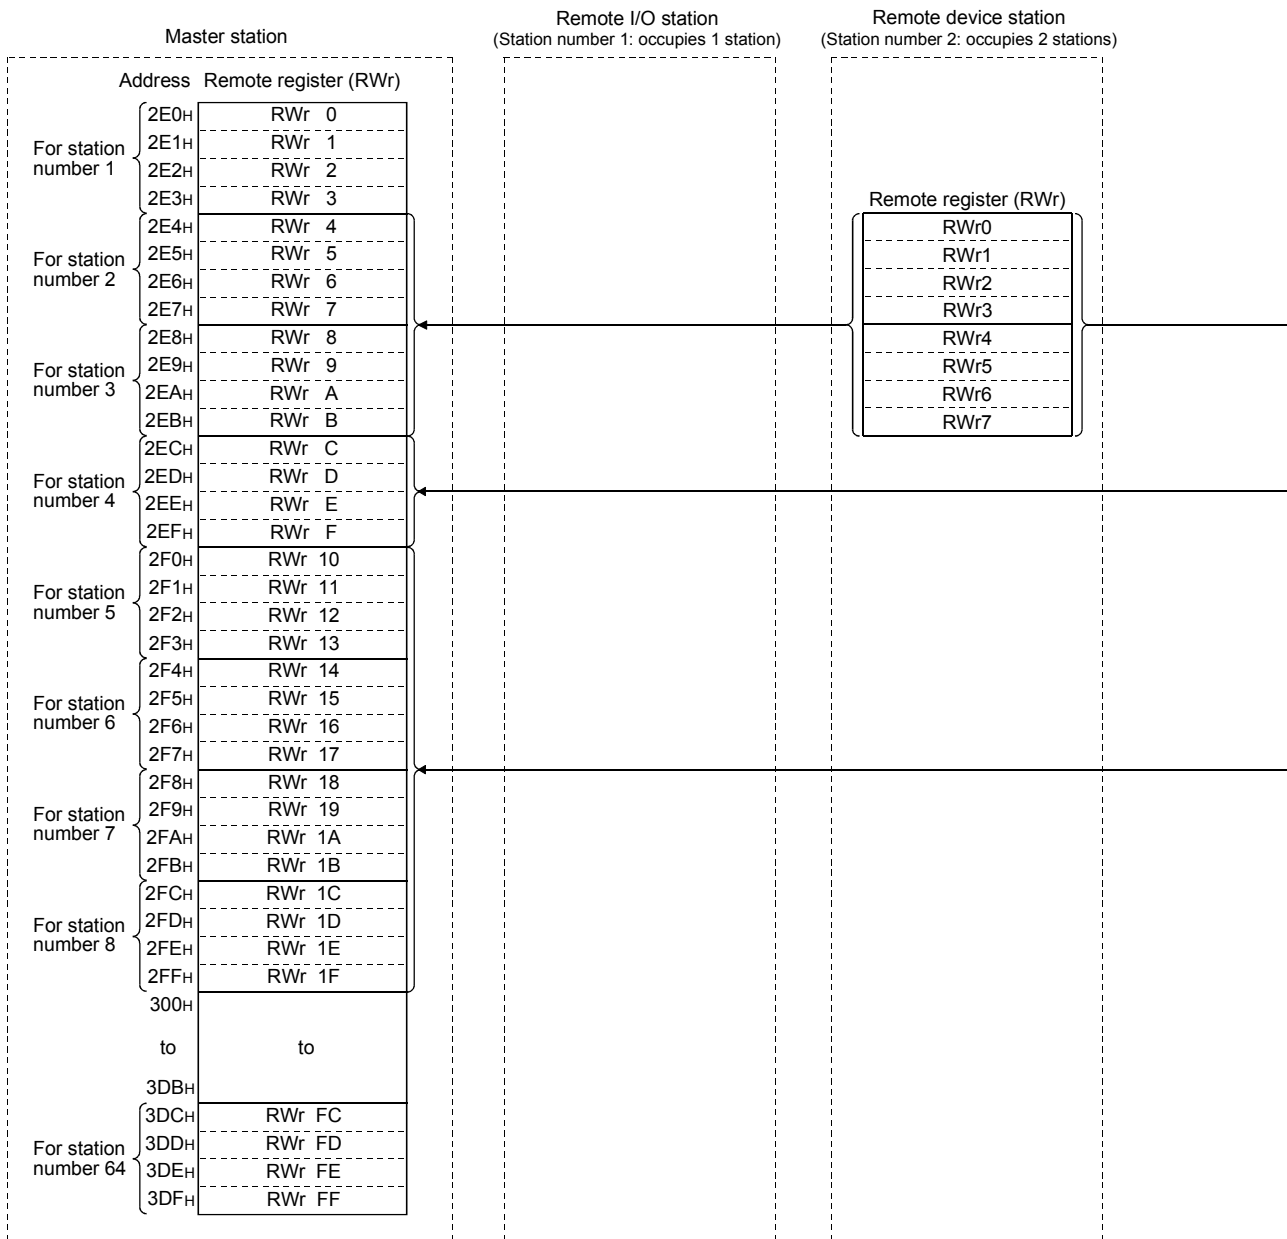 Master station
Remote I/O station
(Station number 1: occupies 1 station)
Remote device station
(Station number 2: occupies 2 stations)
Address Remote register (RWr)
For station
number 1
2E0H RWr 0
2E1H RWr 1
2E2H RWr 2
2E3H RWr 3
For station
number 2
2E4H RWr 4
2E5H RWr 5
2E6H RWr 6
2E7H RWr 7
For station
number 3
2E8H RWr 8
2E9H RWr 9
2EAH RWr A
2EBH RWr B
For station
number 4
2ECH RWr C
2EDH RWr D
2EEH RWr E
2EFH RWr F
For station
number 5
2F0H RWr 10
2F1H RWr 11
2F2H RWr 12
2F3H RWr 13
For station
number 6
2F4H RWr 14
2F5H RWr 15
2F6H RWr 16
2F7H RWr 17
For station
number 7
2F8H RWr 18
2F9H RWr 19
2FAH RWr 1A
2FBH RWr 1B
For station
number 8
2FCH RWr 1C
2FDH RWr 1D
2FEH RWr 1E
2FFH RWr 1F
300H
to to
3DBH
For station
number 64
3DCH RWr FC
3DDH RWr FD
3DEH RWr FE
3DFH RWr FF
Remote register (RWr)
RWr0
RWr1
RWr2
RWr3
RWr4
RWr5
RWr6
RWr7